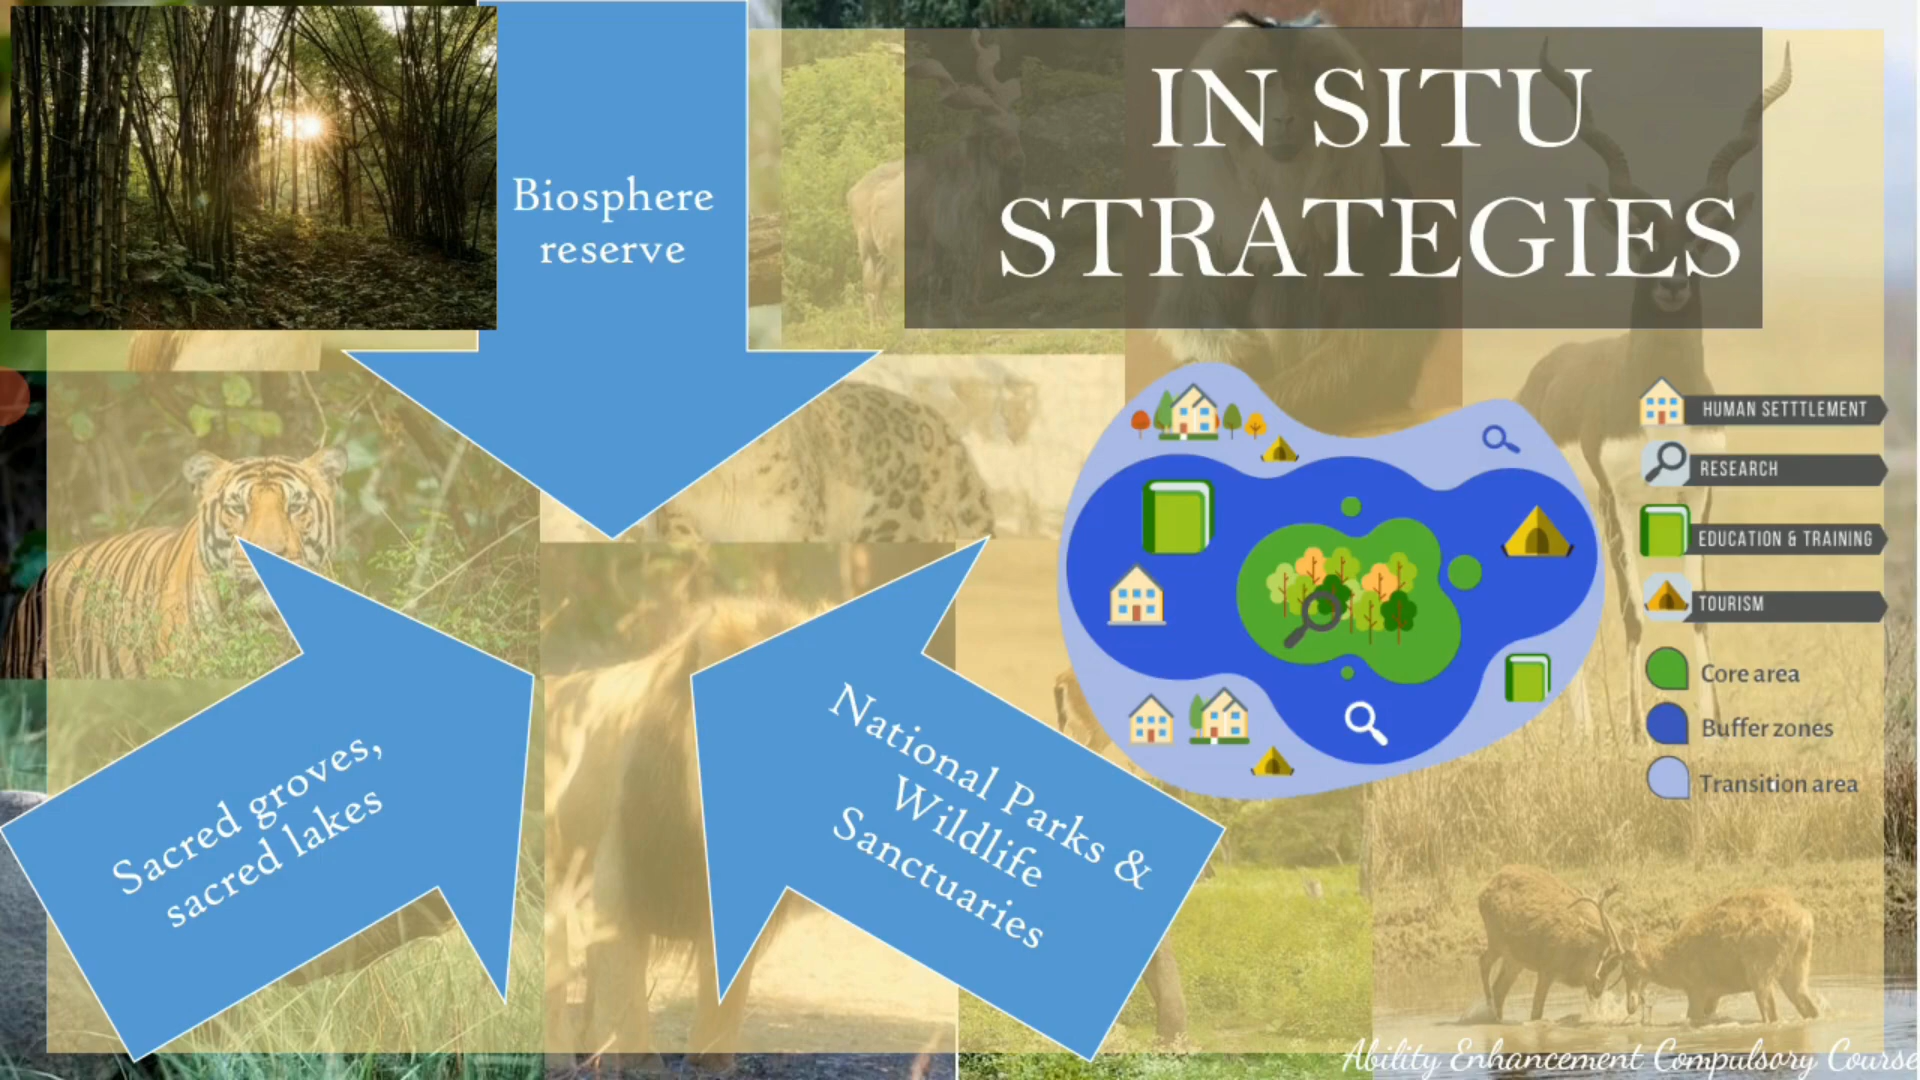 IN SITU
STRATEGIES
Biosphere
reserve
Sacred groves,
sacred lakes
National Parks &
Wildlife
Sanctuaries
HUMAN SETTTLEMENT
RESEARCH
EDUCATION & TRAINING
TOURISM
Core area
Buffer zones
Transition area
Ability Enhancement Compulsory Course